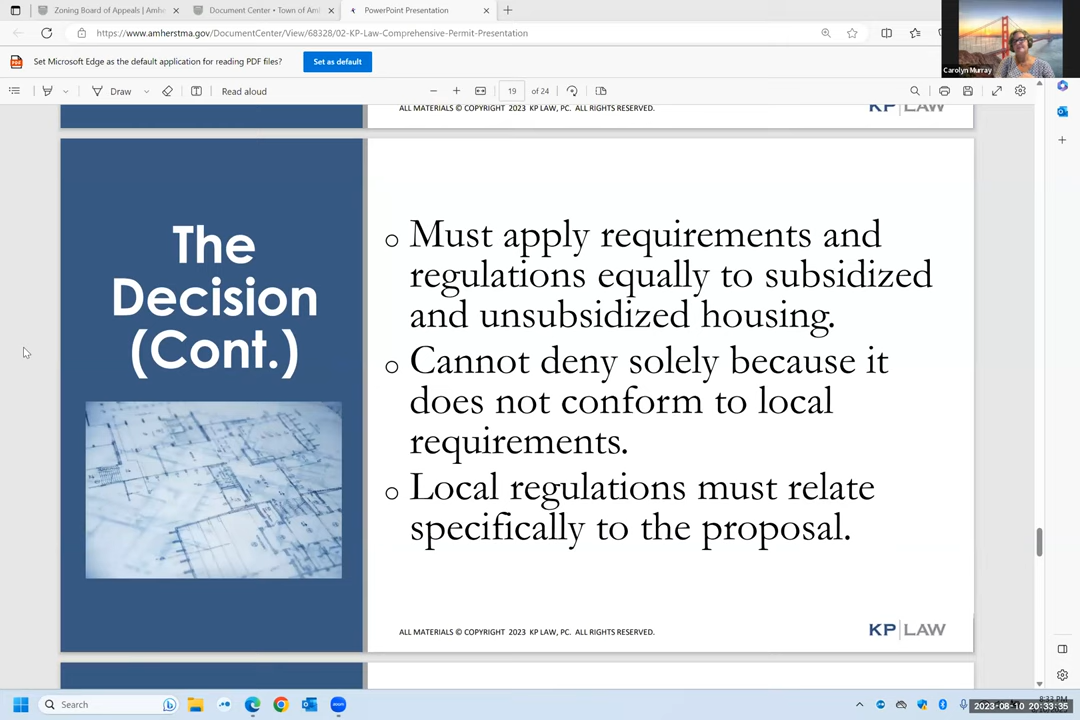 Zoning Board of Appeals | Amhe
Document Center • Town of Am
PowerPoint Presentation
https://www.amherstma.gov/DocumentCenter/View/68328/02-KP-Law-Comprehensive-Permit-Presentation
Carolyn Murray
Set Microsoft Edge as the default application for reading PDF files?
Set as default
Draw
Read aloud
19 of 24
ALL MATERIALS © COPYRIGHT 2023 KP LAW, PC. ALL RIGHTS RESERVED.
KP | LAW
The
Decision
(Cont.)
Must apply requirements and
regulations equally to subsidized
and unsubsidized housing.
Cannot deny solely because it
does not conform to local
requirements.
Local regulations must relate
specifically to the proposal.
ALL MATERIALS © COPYRIGHT 2023 KP LAW, PC. ALL RIGHTS RESERVED.
KP | LAW
Search
8:33 PM
2023-08-10 20:33:35